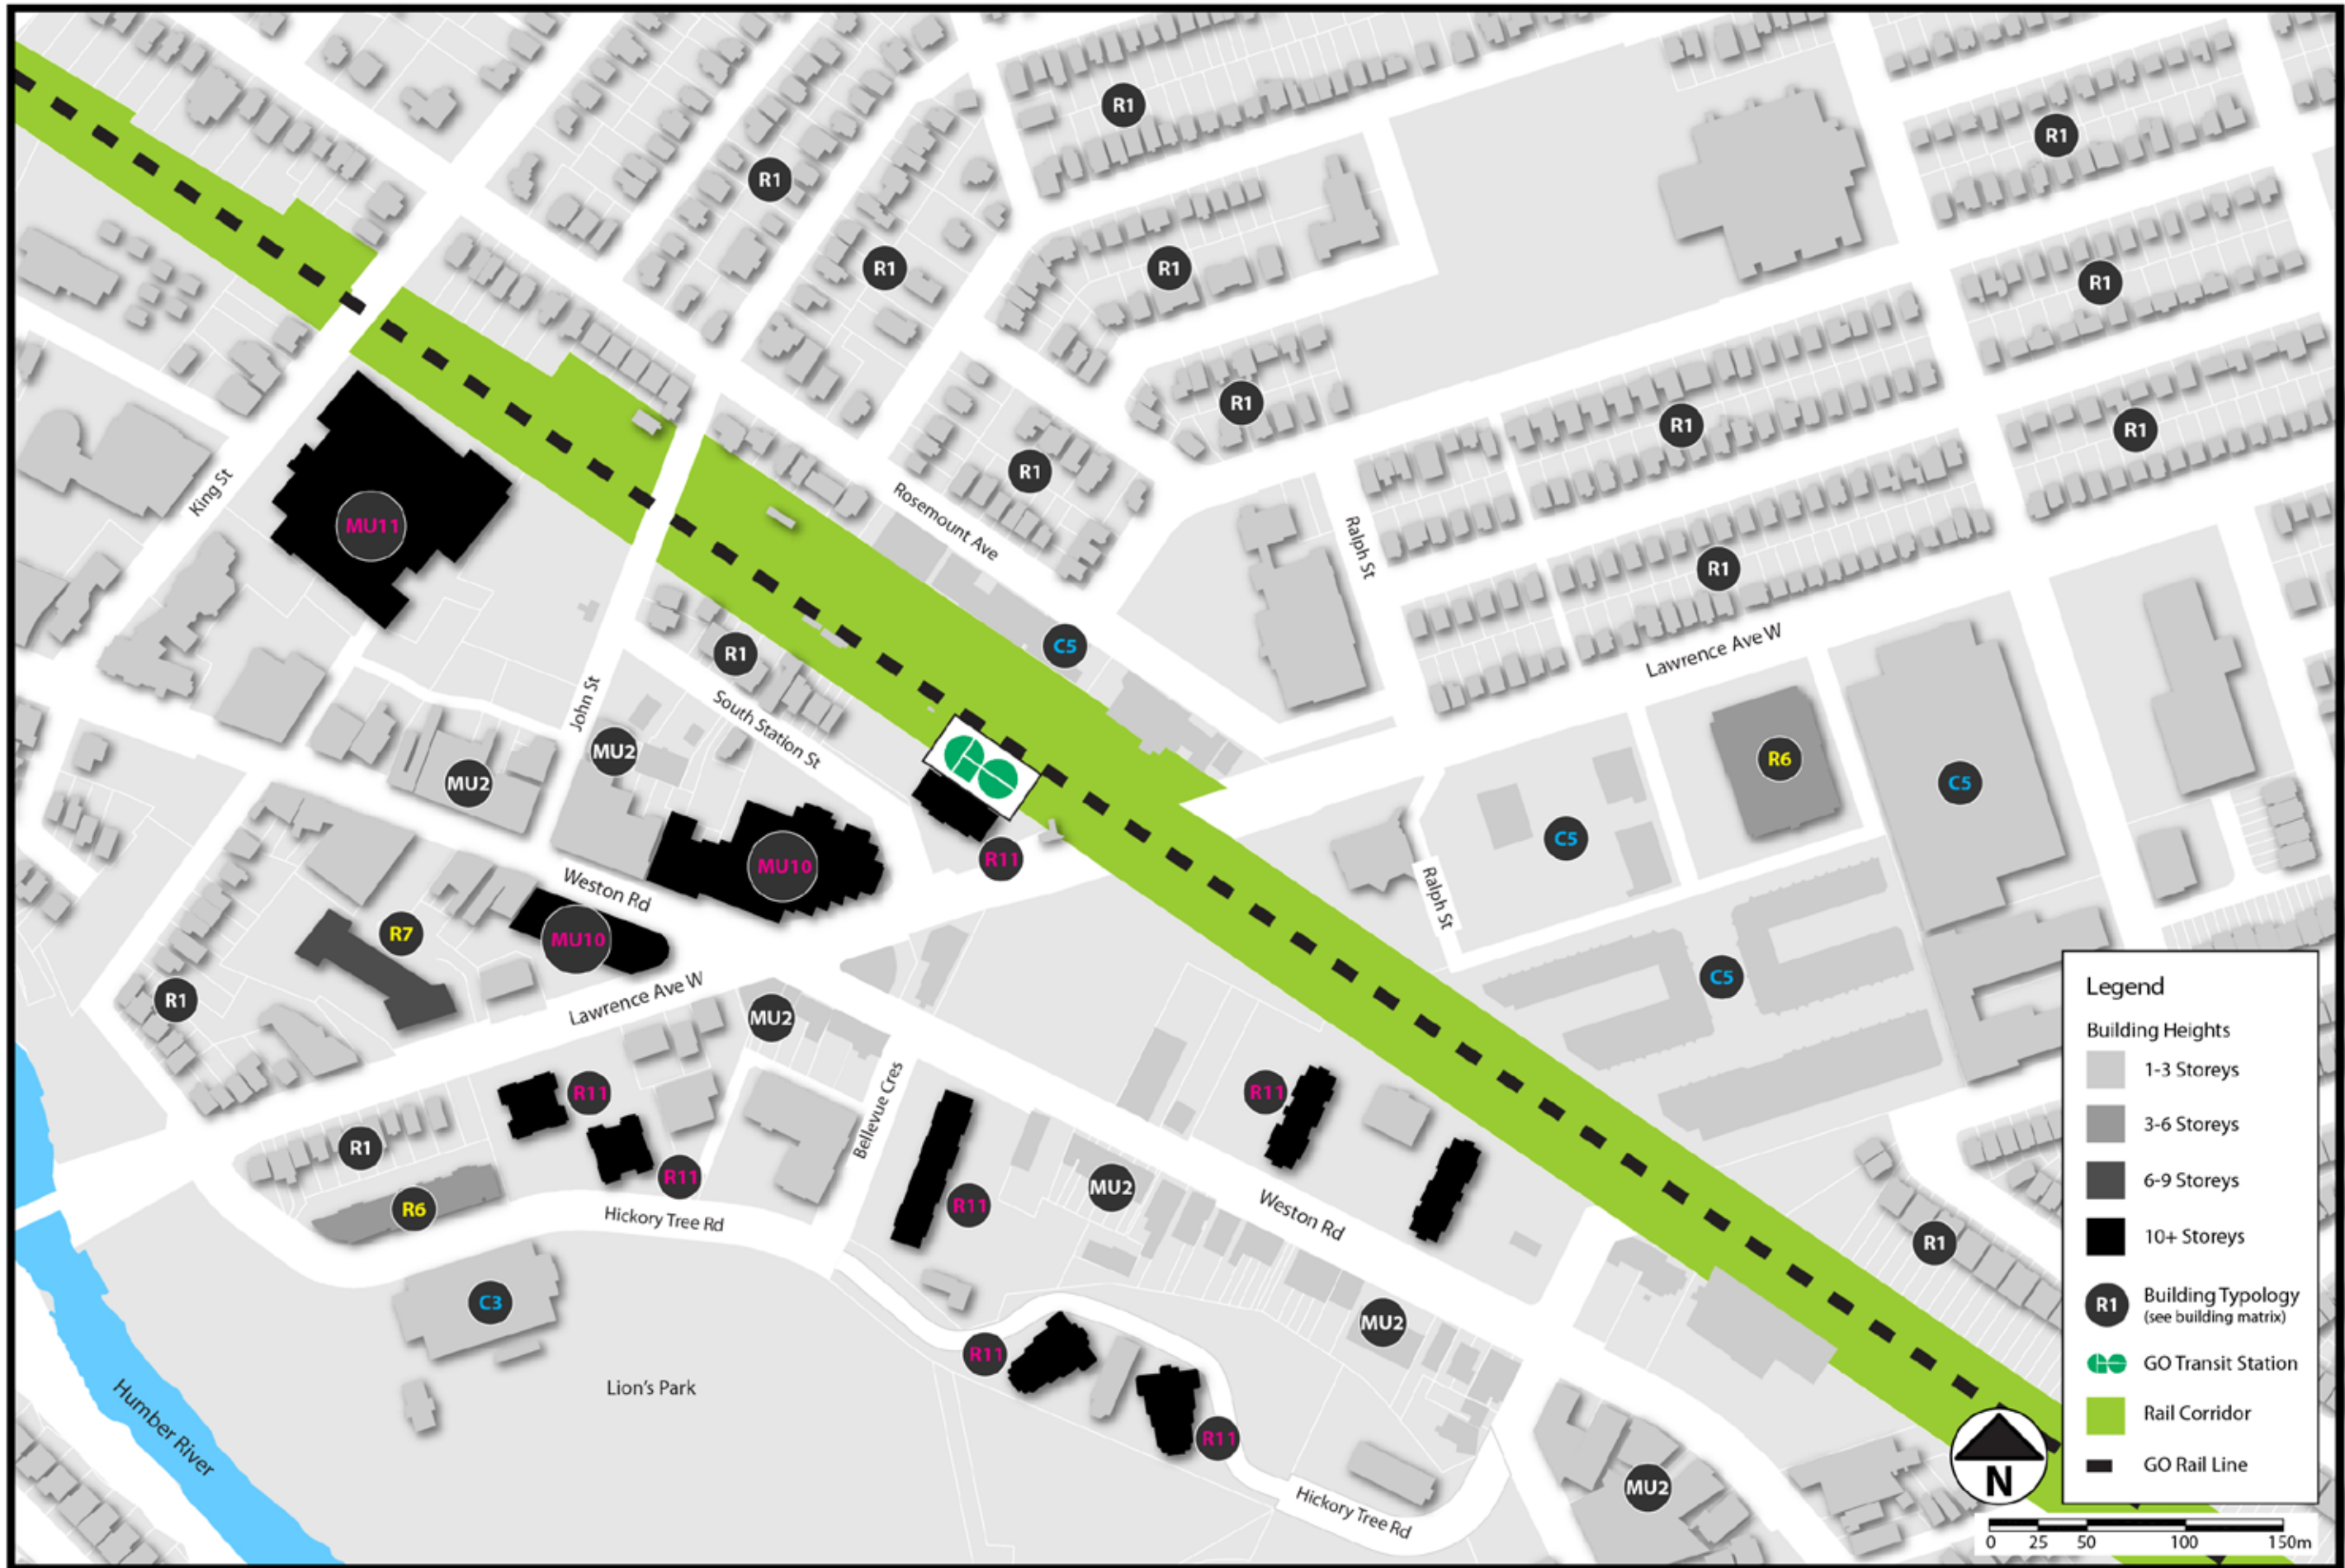 R1
R1
R1
R1
R1
R1
R1
R1
R1
R1
R1
King St
MU11
Rosemount Ave
Ralph St
R1
R1
C5
Lawrence Ave W
John St
South Station St
MU2
MU2
R6
C5
C5
MU10
R11
Weston Rd
Ralph St
R7
MU10
C5
Lawrence Ave W
R1
MU2
Bellevue Cres
R11
R11
R1
R11
R11
MU2
R6
Hickory Tree Rd
Weston Rd
R1
C3
MU2
R11
Lion's Park
Humber River
R11
Hickory Tree Rd
MU2
Legend
Building Heights
1-3 Storeys
3-6 Storeys
6-9 Storeys
10+ Storeys
R1
Building Typology
(see building matrix)
GO Transit Station
Rail Corridor
GO Rail Line
N
0 25 50 100 150m